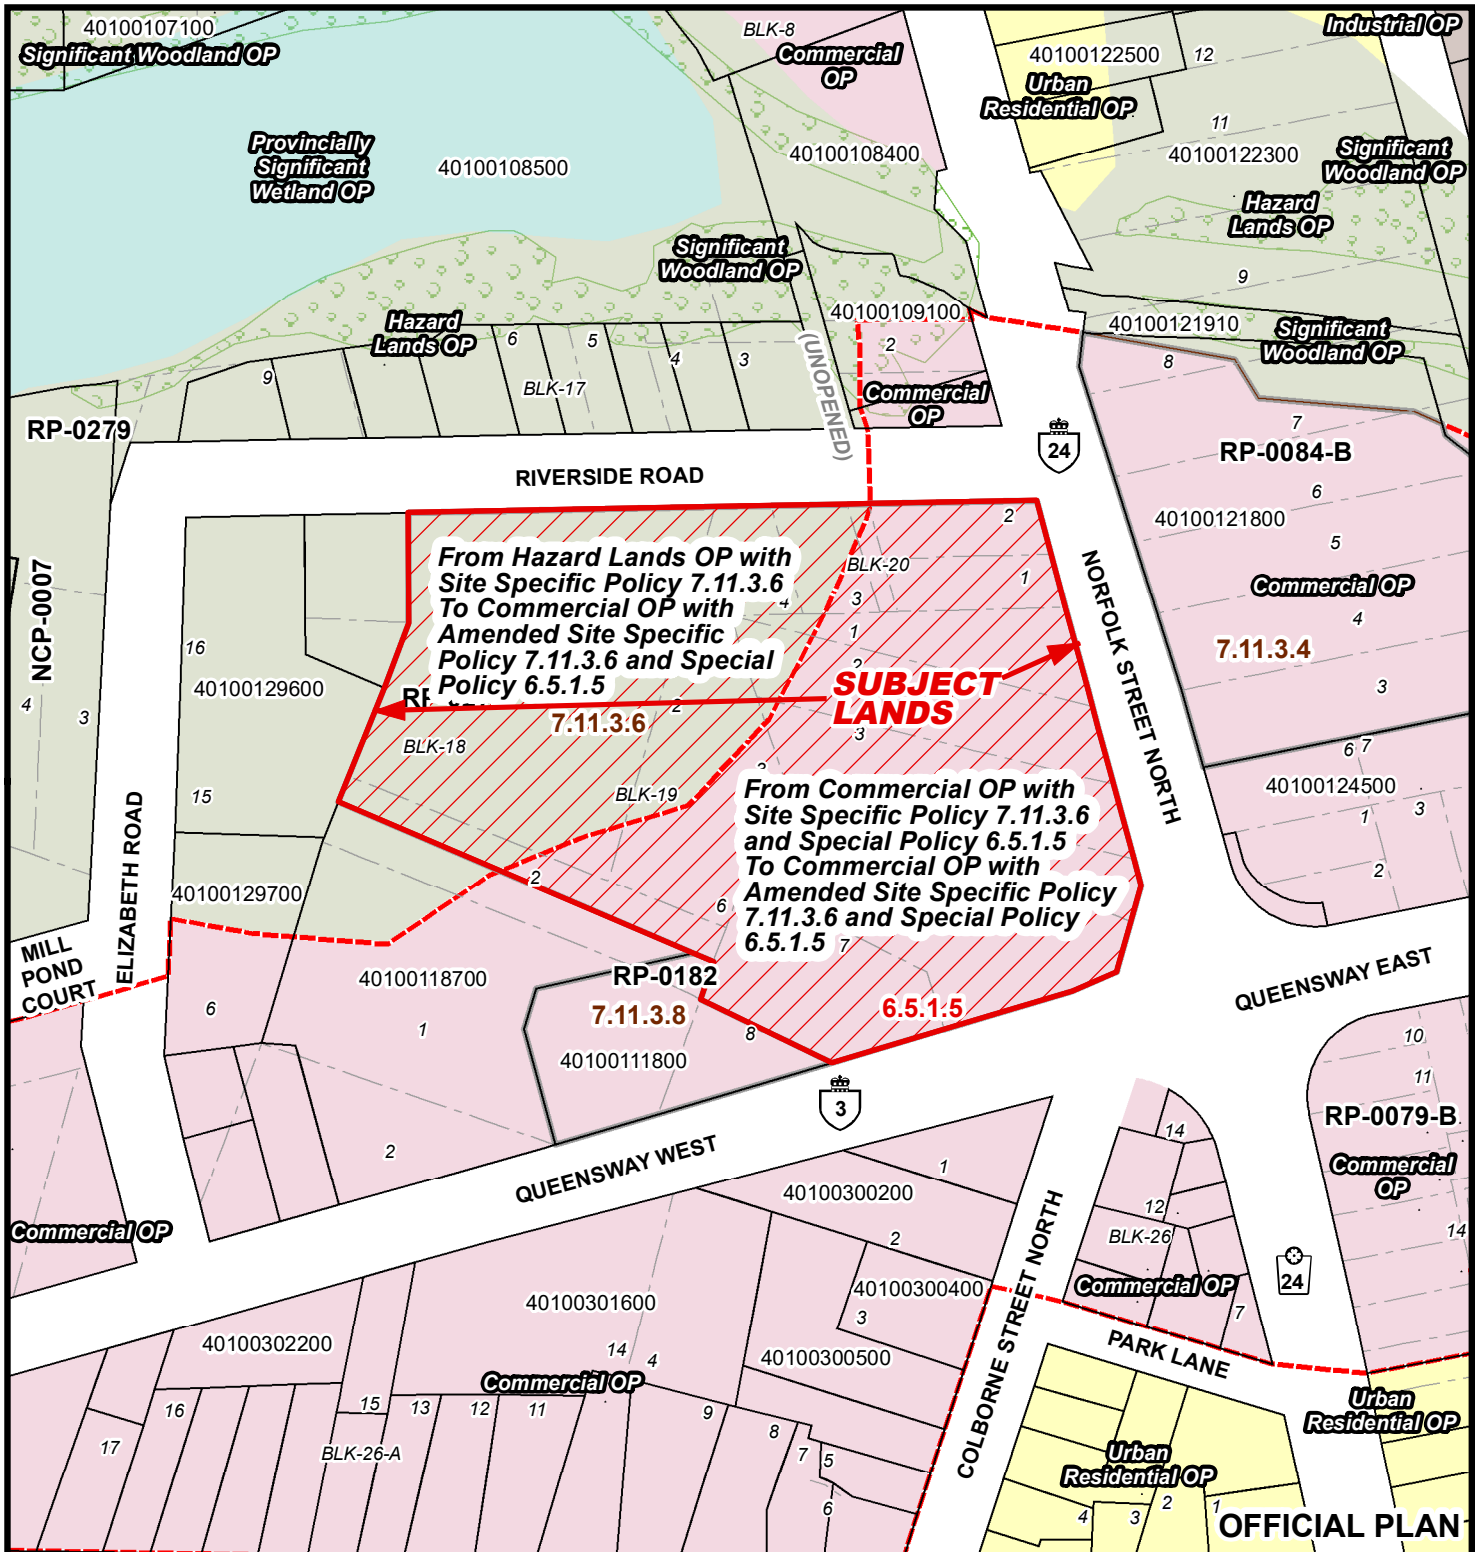 40100107100
Significant Woodland OP
BLK-8
Commercial
OP
40100122500
12
Industrial OP
Urban
Residential OP
11
Provincially
Significant
Wetland OP
40100108500
40100108400
40100122300
Significant
Woodland OP
Hazard
Lands OP
Significant
Woodland OP
9
Hazard
Lands OP
6
5
4
3
40100109100
2
40100121910
Significant
Woodland OP
8
9
BLK-17
(UNOPENED)
Commercial
OP
7
RP-0279
24
RP-0084-B
RIVERSIDE ROAD
6
2
40100121800
5
From Hazard Lands OP with
Site Specific Policy 7.11.3.6
To Commercial OP with
Amended Site Specific
Policy 7.11.3.6 and Special
Policy 6.5.1.5
BLK-20
1
4
3
1
2
NORFOLK STREET NORTH
Commercial OP
4
7.11.3.4
NCP-0007
16
40100129600
4
3
SUBJECT
LANDS
3
2
7.11.3.6
3
BLK-18
6
7
BLK-19
15
40100124500
1
3
2
From Commercial OP with
Site Specific Policy 7.11.3.6
and Special Policy 6.5.1.5
To Commercial OP with
Amended Site Specific Policy
7.11.3.6 and Special Policy
6.5.1.5
ELIZABETH ROAD
40100129700
2
6
7
MILL
POND
COURT
40100118700
RP-0182
QUEENSWAY EAST
6
1
7.11.3.8
6.5.1.5
8
40100111800
10
11
3
RP-0079-B
14
2
QUEENSWAY WEST
1
40100300200
12
Commercial
OP
Commercial OP
2
BLK-26
14
COLBORNE STREET NORTH
24
40100301600
40100300400
Commercial OP
3
7
40100302200
14
4
40100300500
PARK LANE
Commercial OP
16
15
13
12
11
9
8
7
5
6
17
BLK-26-A
Urban
Residential OP
Urban
Residential OP
4
3
2
1
OFFICIAL PLAN